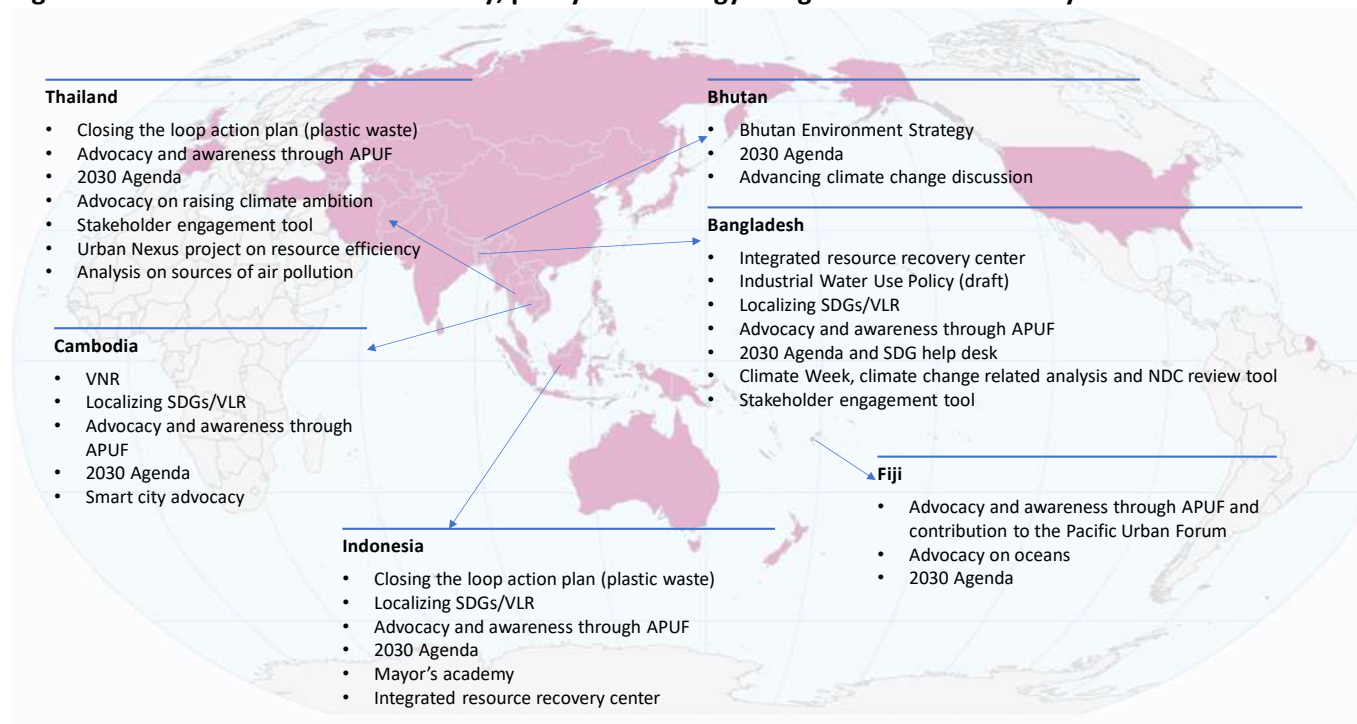 Thailand
• Closing the loop action plan (plastic waste)
• Advocacy and awareness through APUF
• 2030 Agenda
• Advocacy on raising climate ambition
• Stakeholder engagement tool
• Urban Nexus project on resource efficiency
• Analysis on sources of air pollution
Cambodia
• VNR
• Localizing SDGs/VLR
• Advocacy and awareness through
APUF
• 2030 Agenda
• Smart city advocacy
Indonesia
• Closing the loop action plan (plastic waste)
• Localizing SDGs/VLR
• Advocacy and awareness through APUF
• 2030 Agenda
• Mayor’s academy
• Integrated resource recovery center
Bhutan
• Bhutan Environment Strategy
• 2030 Agenda
• Advancing climate change discussion
Bangladesh
• Integrated resource recovery center
• Industrial Water Use Policy (draft)
• Localizing SDGs/VLR
• Advocacy and awareness through APUF
• 2030 Agenda and SDG help desk
• Climate Week, climate change related analysis and NDC review tool
• Stakeholder engagement tool
Fiji
• Advocacy and awareness through APUF and
contribution to the Pacific Urban Forum
• Advocacy on oceans
• 2030 Agenda